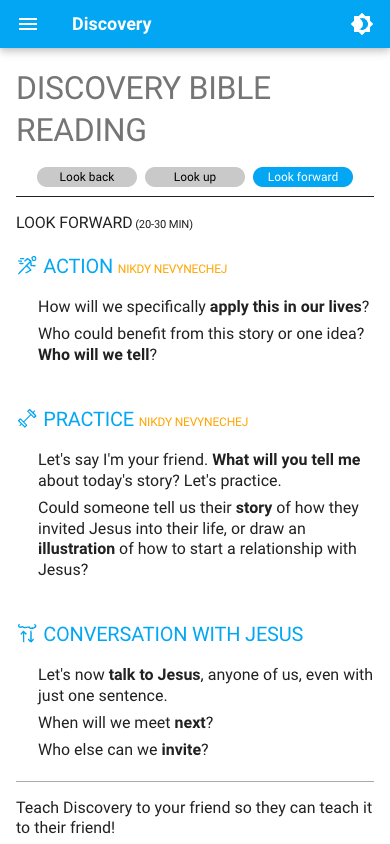 Discovery
DISCOVERY BIBLE
READING
Look back
Look up
Look forward
LOOK FORWARD (20-30 MIN)
ACTION NIKDY NEVYNECHEJ
How will we specifically apply this in our lives?
Who could benefit from this story or one idea?
Who will we tell?
PRACTICE NIKDY NEVYNECHEJ
Let's say I'm your friend. What will you tell me
about today's story? Let's practice.
Could someone tell us their story of how they
invited Jesus into their life, or draw an
illustration of how to start a relationship with
Jesus?
CONVERSATION WITH JESUS
Let's now talk to Jesus, anyone of us, even with
just one sentence.
When will we meet next?
Who else can we invite?
Teach Discovery to your friend so they can teach it
to their friend!